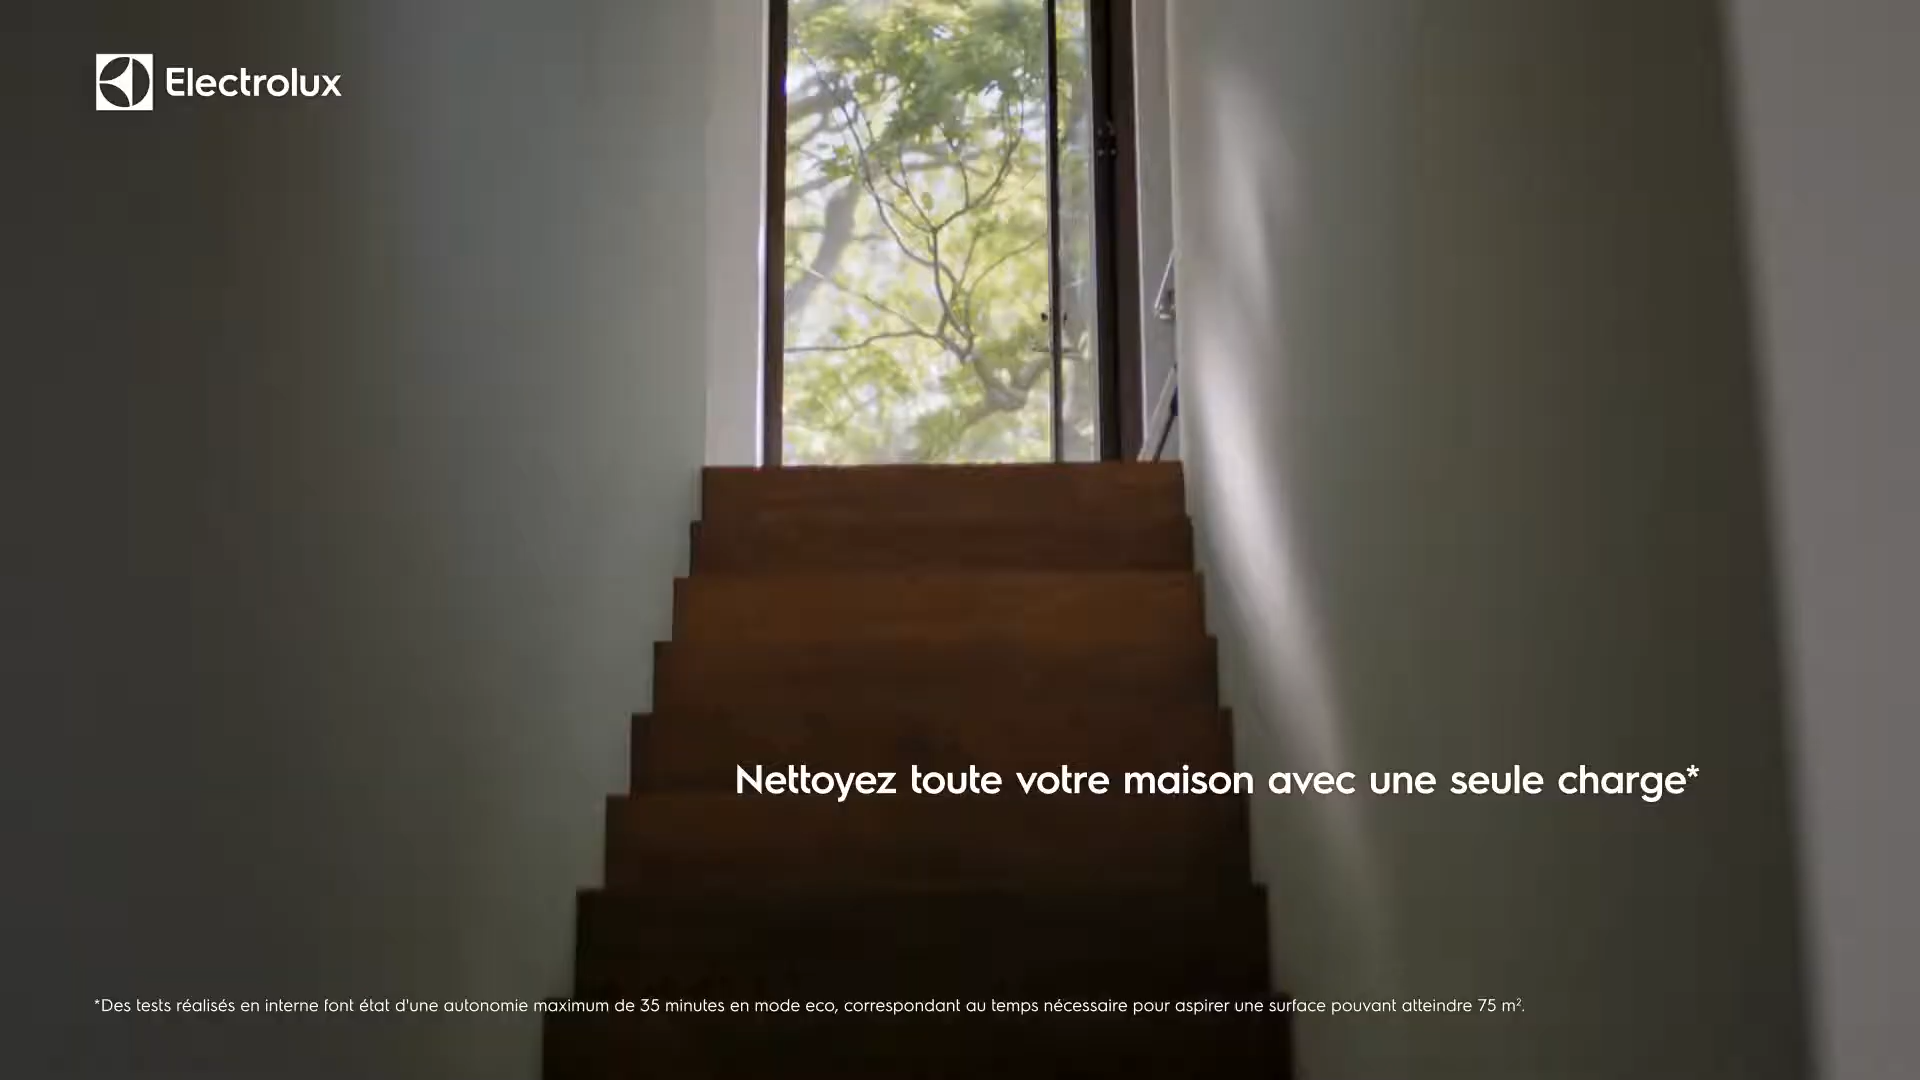 Electrolux
Nettoyez toute votre maison avec une seule charge*
*Des tests réalisés en interne font état d'une autonomie maximum de 35 minutes en mode eco, correspondant au temps nécessaire pour aspirer une surface pouvant atteindre 75 m².